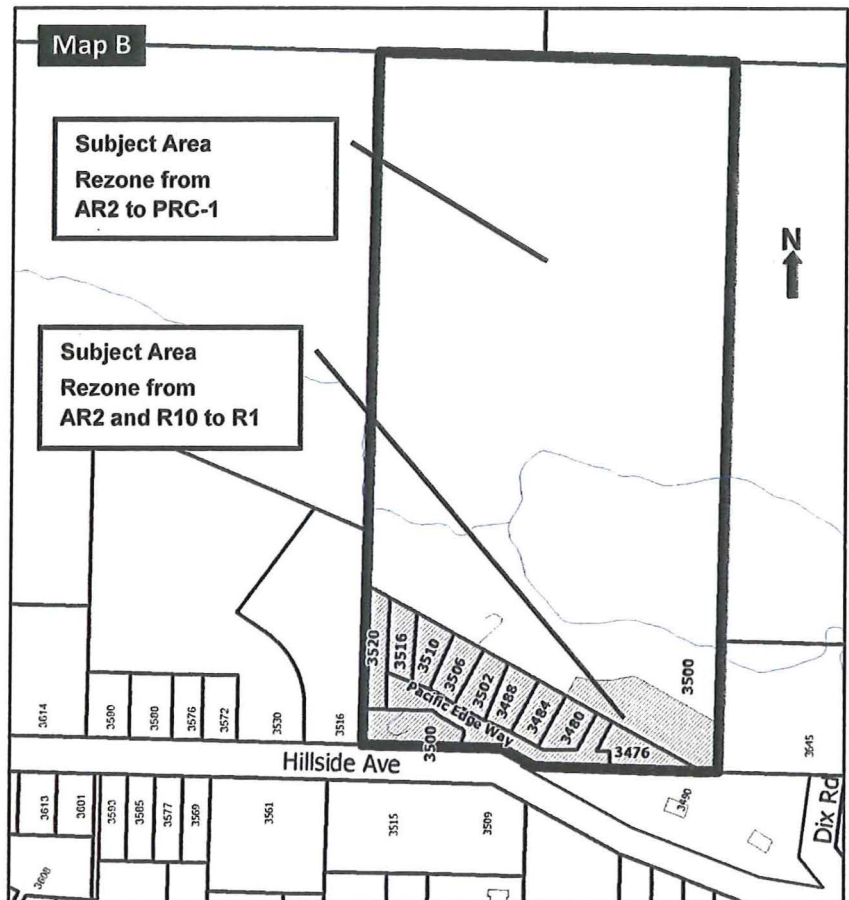 Map B
Subject Area
Rezone from
AR2 to PRC-1
N
Subject Area
Rezone from
AR2 and R10 to R1
3520
3516
3510
3506
3502
3488
3484
3480
3476
3500
Pacific Edge Way
3500
3614
3590
3580
3576
3572
3530
3516
3545
Hillside Ave
3490
Dix Rd
3613
3601
3593
3585
3577
3569
3561
3515
3509
3600